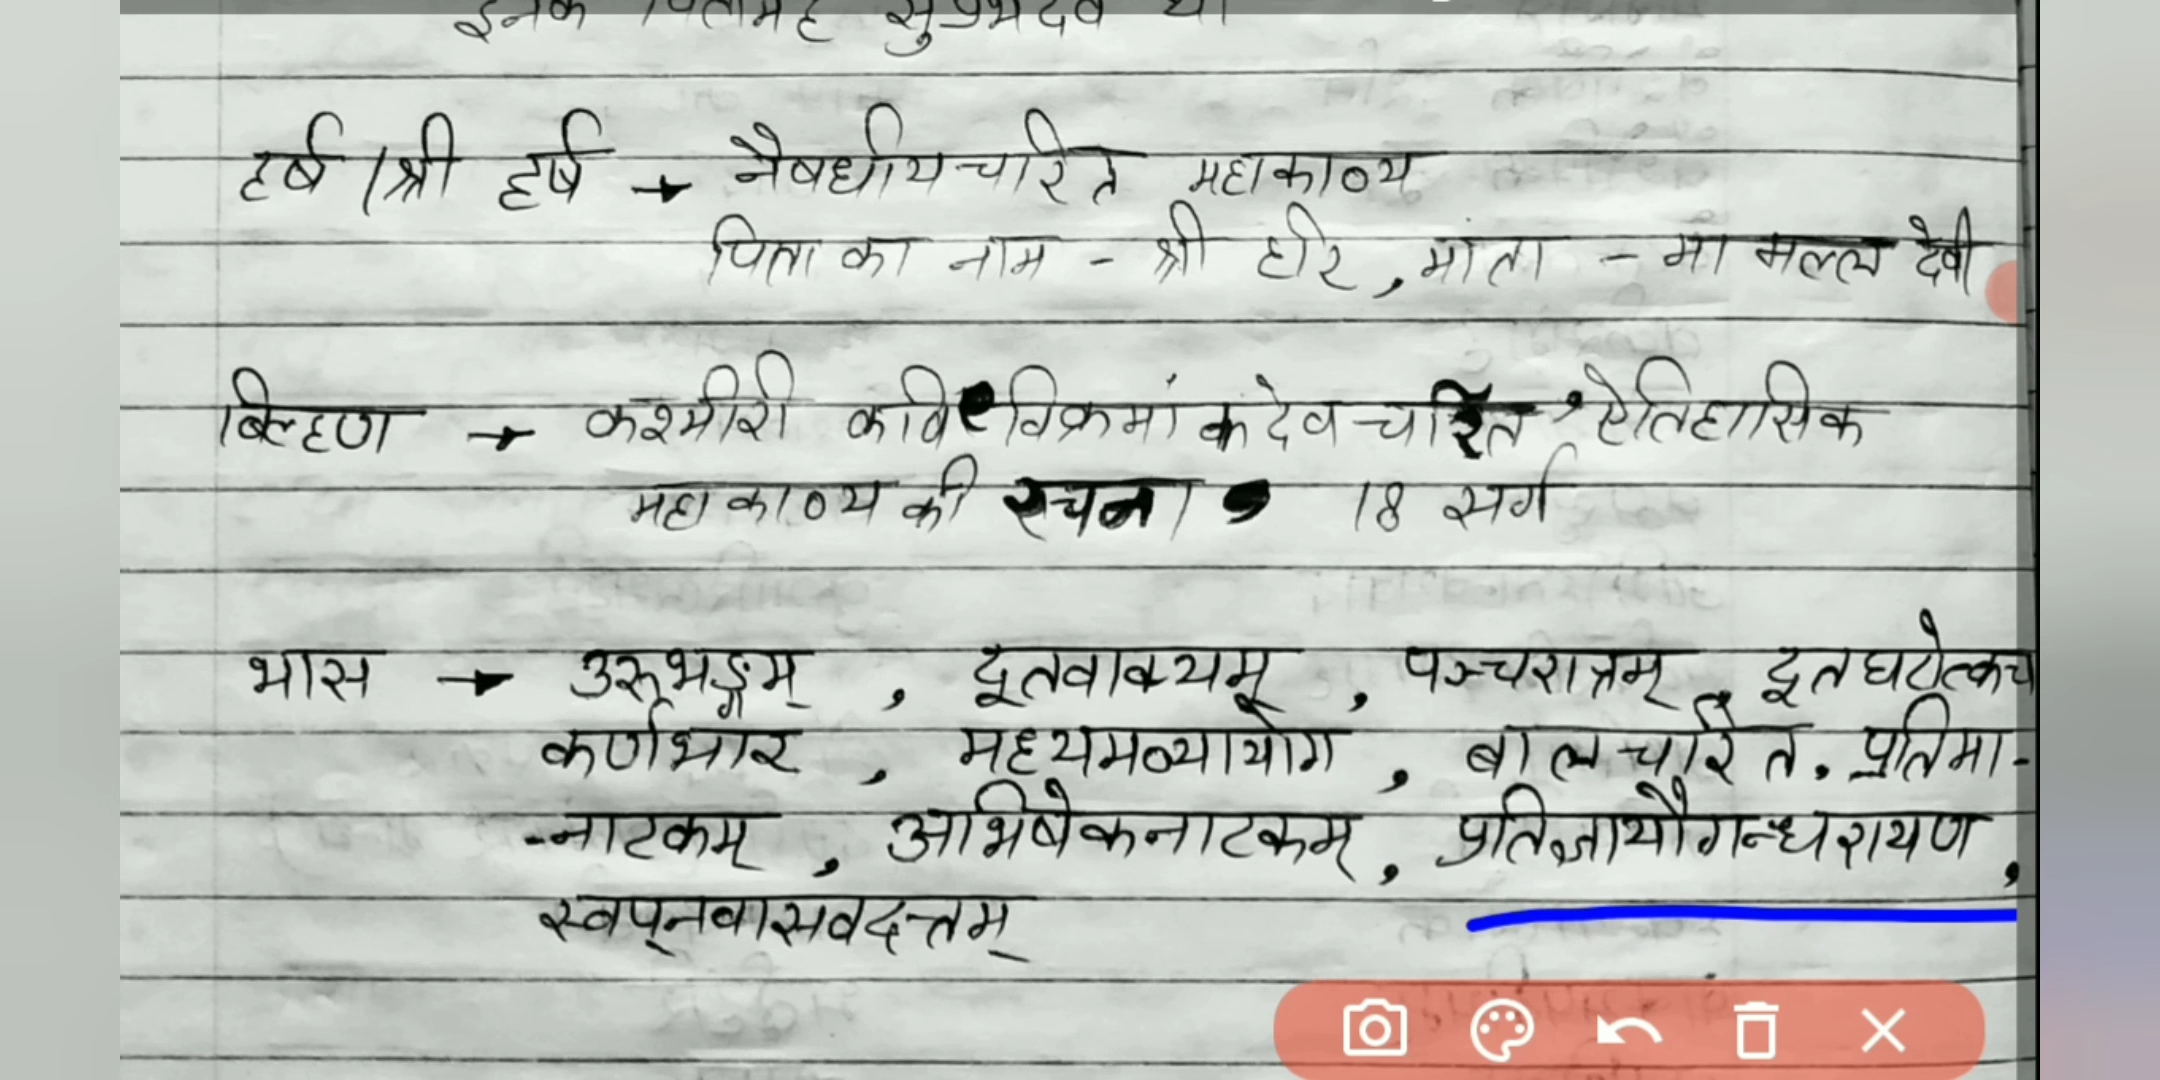 इनके पितामह सुप्रभदेव था
हर्ष/श्री हर्ष → नैषधीयचरित महाकाव्य
पिता का नाम - श्री हीर, माता - मामल्ल देवी
बिल्हण → कश्मीरी कवि विक्रमांकदेवचरित ऐतिहासिक
महाकाव्य की रचना 18 सर्ग
भास → उरूभङ्गम्, दूतवाक्यम्, पञ्चरात्रम्, दूतघटोत्कच
कर्णभार, मध्यमव्यायोग, बालचरित, प्रतिमा-
-नाटकम्, अभिषेकनाटकम्, प्रतिज्ञायौगन्धरायण,
स्वप्नवासवदत्तम्